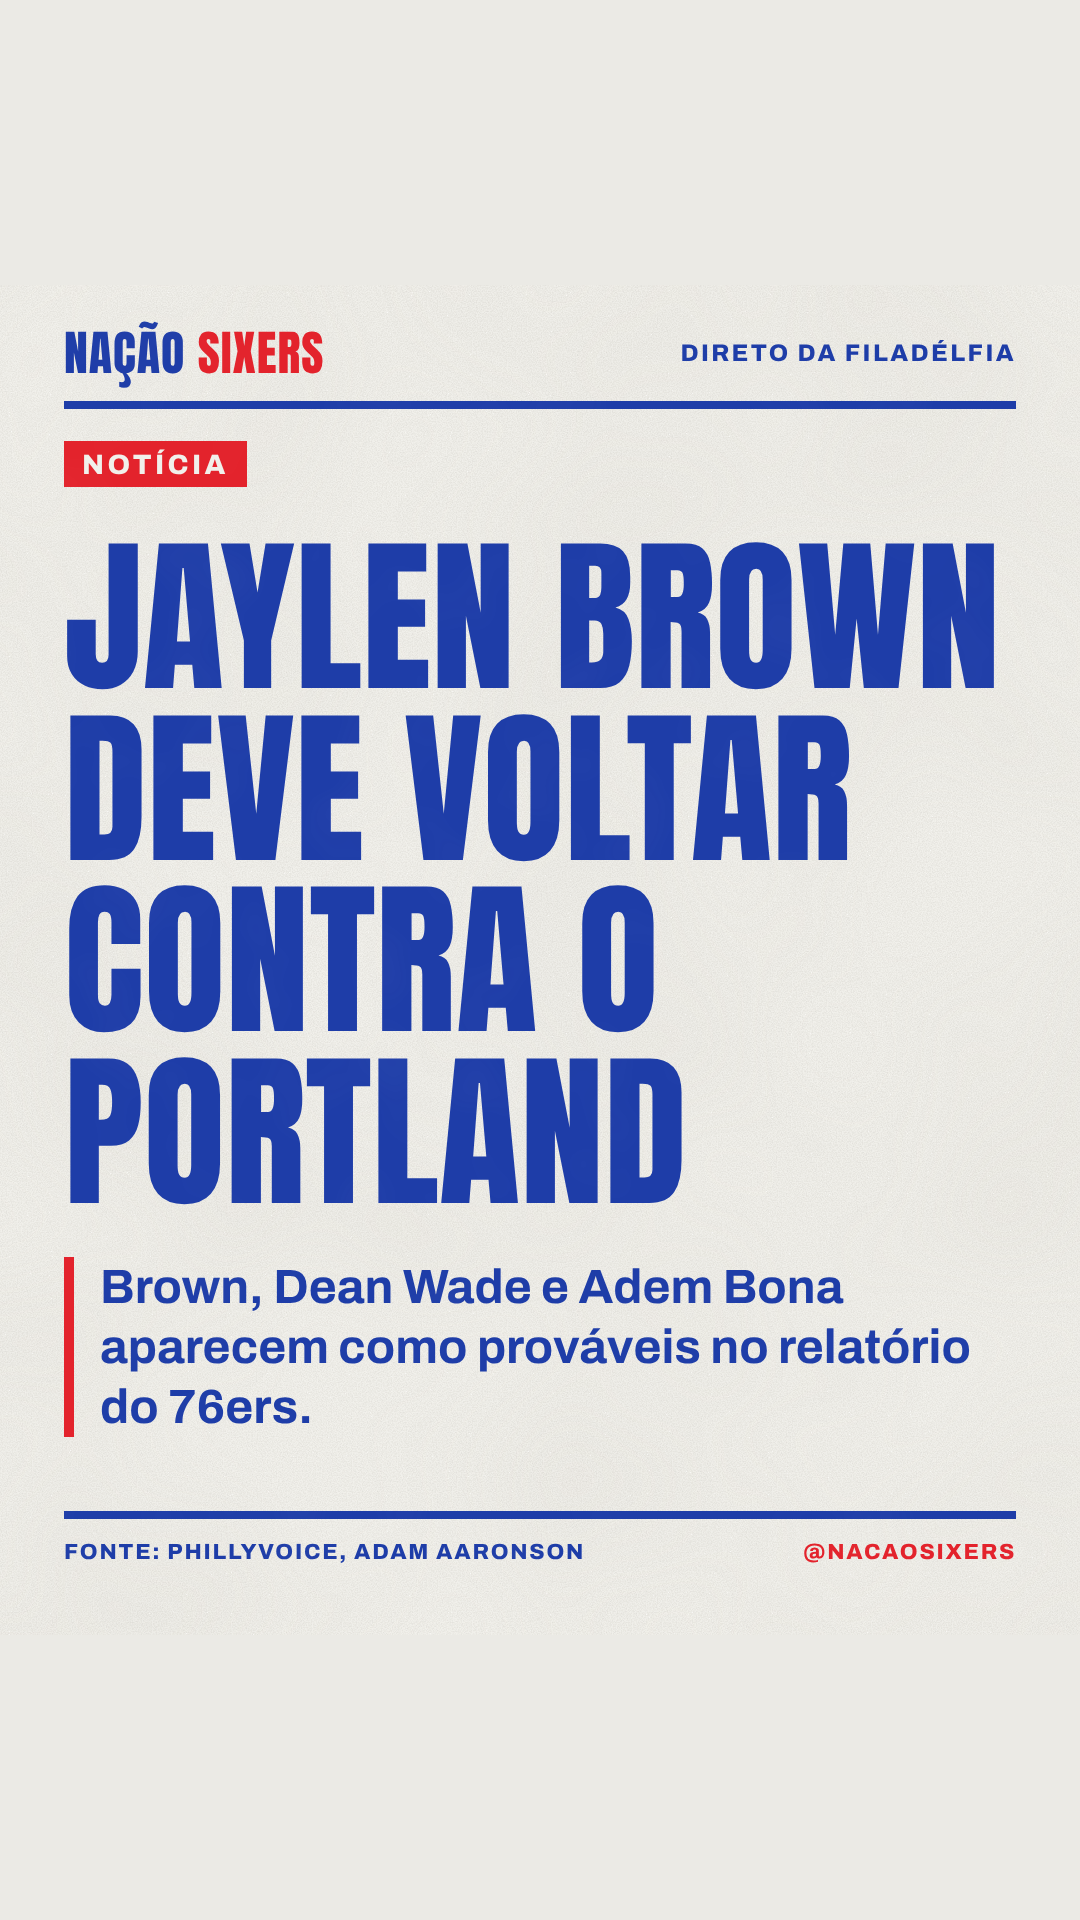 NAÇÃO SIXERS
DIRETO DA FILADÉLFIA
NOTÍCIA
JAYLEN BROWN
DEVE VOLTAR
CONTRA O
PORTLAND
Brown, Dean Wade e Adem Bona
aparecem como prováveis no relatório
do 76ers.
FONTE: PHILLYVOICE, ADAM AARONSON
@NACAOSIXERS